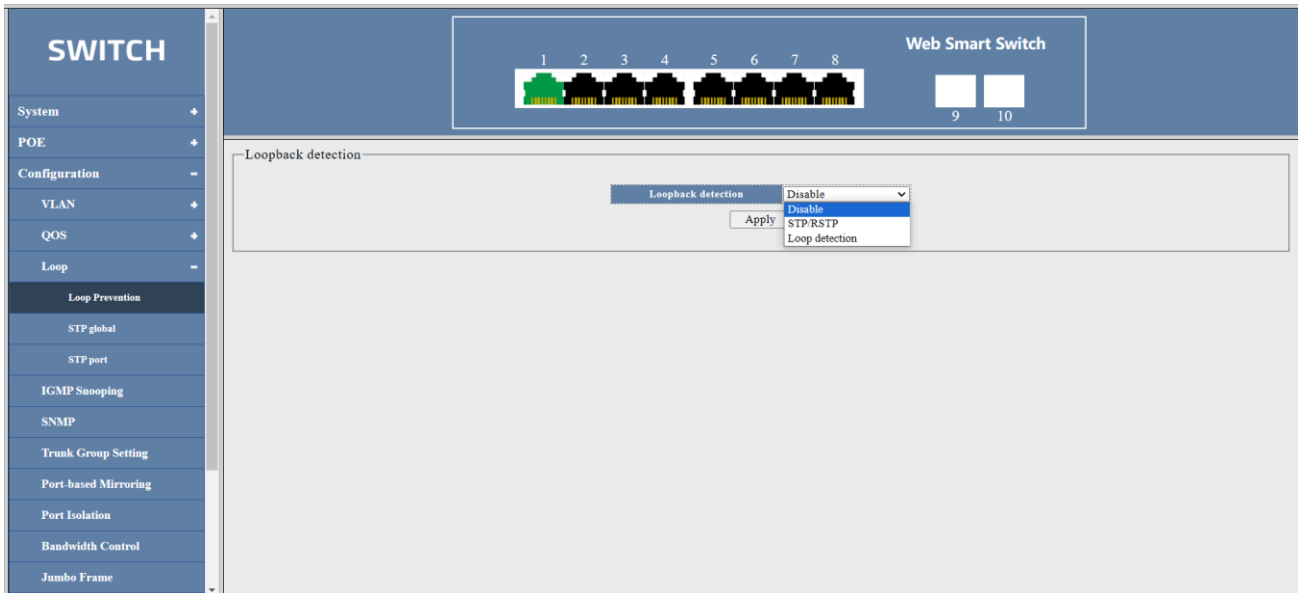 SWITCH
System
POE
Configuration
VLAN
QOS
Loop
Loop Prevention
STP global
STP port
IGMP Snooping
SNMP
Trunk Group Setting
Port-based Mirroring
Port Isolation
Bandwidth Control
Jumbo Frame
Web Smart Switch
1 2 3 4 5 6 7 8
9 10
Loopback detection
Loopback detection Disable
Disable
STP/RSTP
Loop detection
Apply